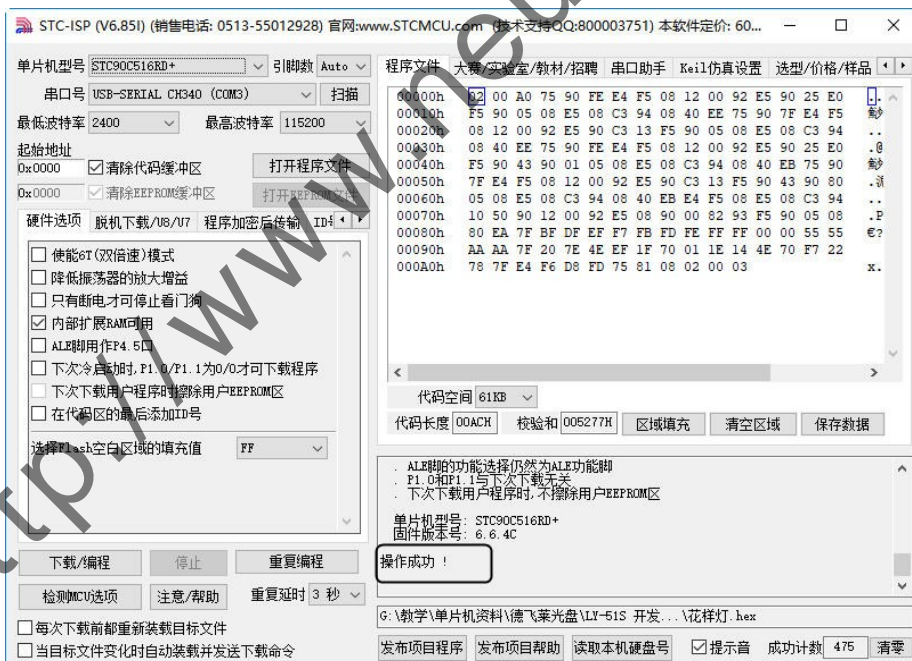 STC-ISP (V6.85I) (销售电话: 0513-55012928) 官网:www.STCMCU.com (技术支持QQ:800003751) 本软件定价: 60...
单片机型号 STC90C516RD+ 引脚数 Auto
串口号 USB-SERIAL CH340 (COM3) 扫描
最低波特率 2400 最高波特率 115200
起始地址
0x0000 清除代码缓冲区 打开程序文件
0x0000 清除EEPROM缓冲区 打开EEPROM文件
硬件选项 脱机下载/U8/U7 程序加密后传输 ID号
使能6T(双倍速)模式
降低振荡器的放大增益
只有断电才可停止看门狗
内部扩展RAM可用
ALE脚用作P4.5口
下次冷启动时,P1.0/P1.1为0/0才可下载程序
下次下载用户程序时擦除用户EEPROM区
在代码区的最后添加ID号
选择Flash空白区域的填充值 FF
下载/编程 停止 重复编程
检测MCU选项 注意/帮助 重复延时 3 秒
每次下载前都重新装载目标文件
当目标文件变化时自动装载并发送下载命令
程序文件 大赛/实验室/教材/招聘 串口助手 Keil仿真设置 选型/价格/样品
00000h 02 00 A0 75 90 FE E4 F5 08 12 00 92 E5 90 25 E0 ..
00010h F5 90 05 08 E5 08 C3 94 08 40 EE 75 90 7F E4 F5
00020h 08 12 00 92 E5 90 C3 13 F5 90 05 08 E5 08 C3 94 ..
00030h 08 40 EE 75 90 FE E4 F5 08 12 00 92 E5 90 25 E0 .@
00040h F5 90 43 90 01 05 08 E5 08 C3 94 08 40 EB 75 90
00050h 7F E4 F5 08 12 00 92 E5 90 C3 13 F5 90 43 90 80
00060h 05 08 E5 08 C3 94 08 40 EB E4 F5 08 E5 08 C3 94 ..
00070h 10 50 90 12 00 92 E5 08 90 00 82 93 F5 90 05 08 .P
00080h 80 EA 7F BF DF EF F7 FB FD FE FF FF 00 00 55 55 €?
00090h AA AA 7F 20 7E 4E EF 1F 70 01 1E 14 4E 70 F7 22
000A0h 78 7F E4 F6 D8 FD 75 81 08 02 00 03 x.
代码空间 61KB
代码长度 00ACH 校验和 005277H 区域填充 清空区域 保存数据
. ALE脚的功能选择仍然为ALE功能脚
. P1.0和P1.1与下次下载无关
. 下次下载用户程序时,不擦除用户EEPROM区
单片机型号: STC90C516RD+
固件版本号: 6.6.4C
操作成功 !
G:\教学\单片机资料\德飞莱光盘\LY-51S 开发...\花样灯.hex
发布项目程序 发布项目帮助 读取本机硬盘号 提示音 成功计数 475 清零